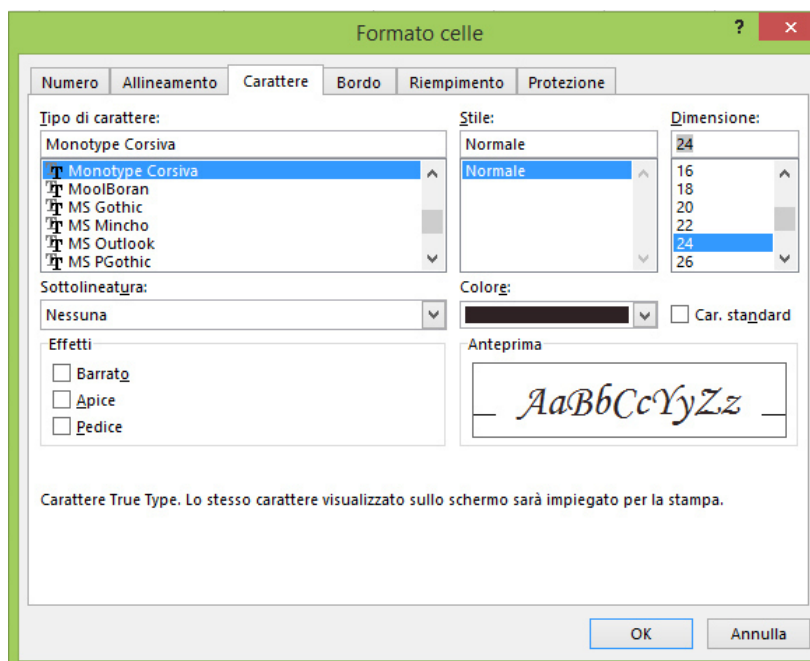 Formato celle
?
Numero Allineamento Carattere Bordo Riempimento Protezione
Tipo di carattere: Stile: Dimensione:
Monotype Corsiva Normale 24
Monotype Corsiva Normale 16
MoolBoran 18
MS Gothic 20
MS Mincho 22
MS Outlook 24
MS PGothic 26
Sottolineatura: Colore:
Nessuna Car. standard
Effetti Anteprima
Barrato
Apice AaBbCcYyZz
Pedice
Carattere True Type. Lo stesso carattere visualizzato sullo schermo sarà impiegato per la stampa.
OK Annulla